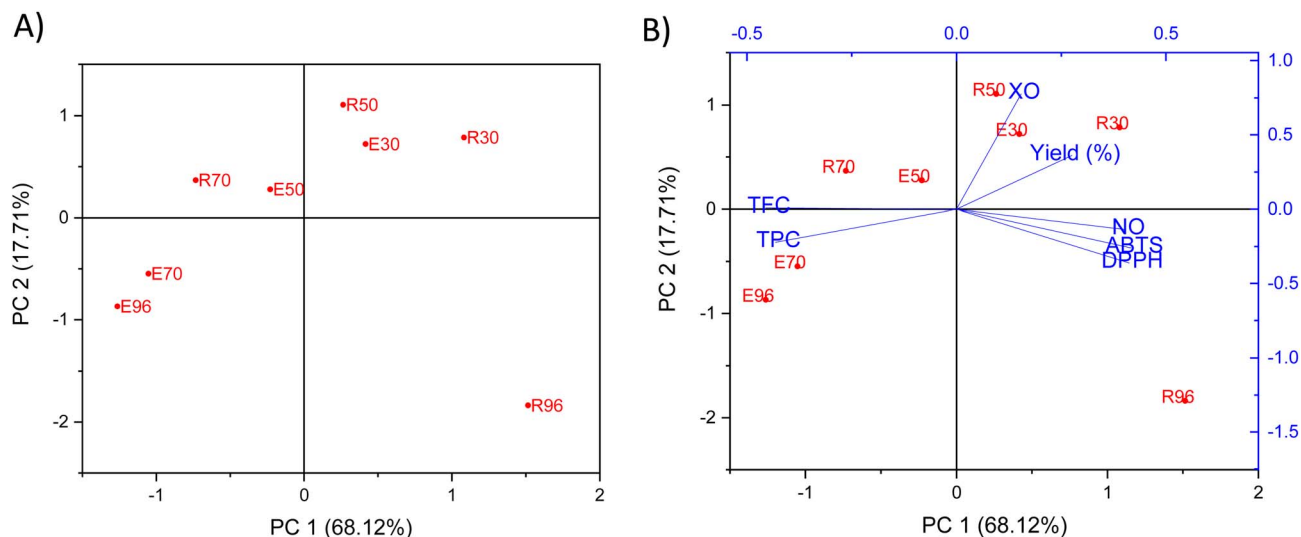 A)
PC 2 (17.71%)
1
0
-1
-2
R50
E30
R30
R70
E50
E70
E96
R96
-1
0
1
2
PC 1 (68.12%)
B)
-0.5
0.0
0.5
PC 2 (17.71%)
1
0
-1
-2
1.0
0.5
0.0
-0.5
-1.0
-1.5
R50
XO
E30
R30
Yield (%)
R70
E50
TFC
NO
TPC
ABTS
E70
DPPH
E96
R96
-1
0
1
2
PC 1 (68.12%)